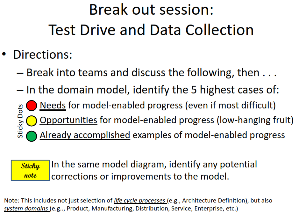 Break out session:
Test Drive and Data Collection
• Directions:
– Break into teams and discuss the following, then . . .
– In the domain model, identify the 5 highest cases of:
Sticky Dots
Needs for model-enabled progress (even if most difficult)
Opportunities for model-enabled progress (low-hanging fruit)
Already accomplished examples of model-enabled progress
Sticky
note
In the same model diagram, identify any potential
corrections or improvements to the model.
Note: This includes not just selection of life cycle processes (e.g., Architecture Definition), but also
system domains (e.g., Product, Manufacturing, Distribution, Service, Enterprise, etc.)